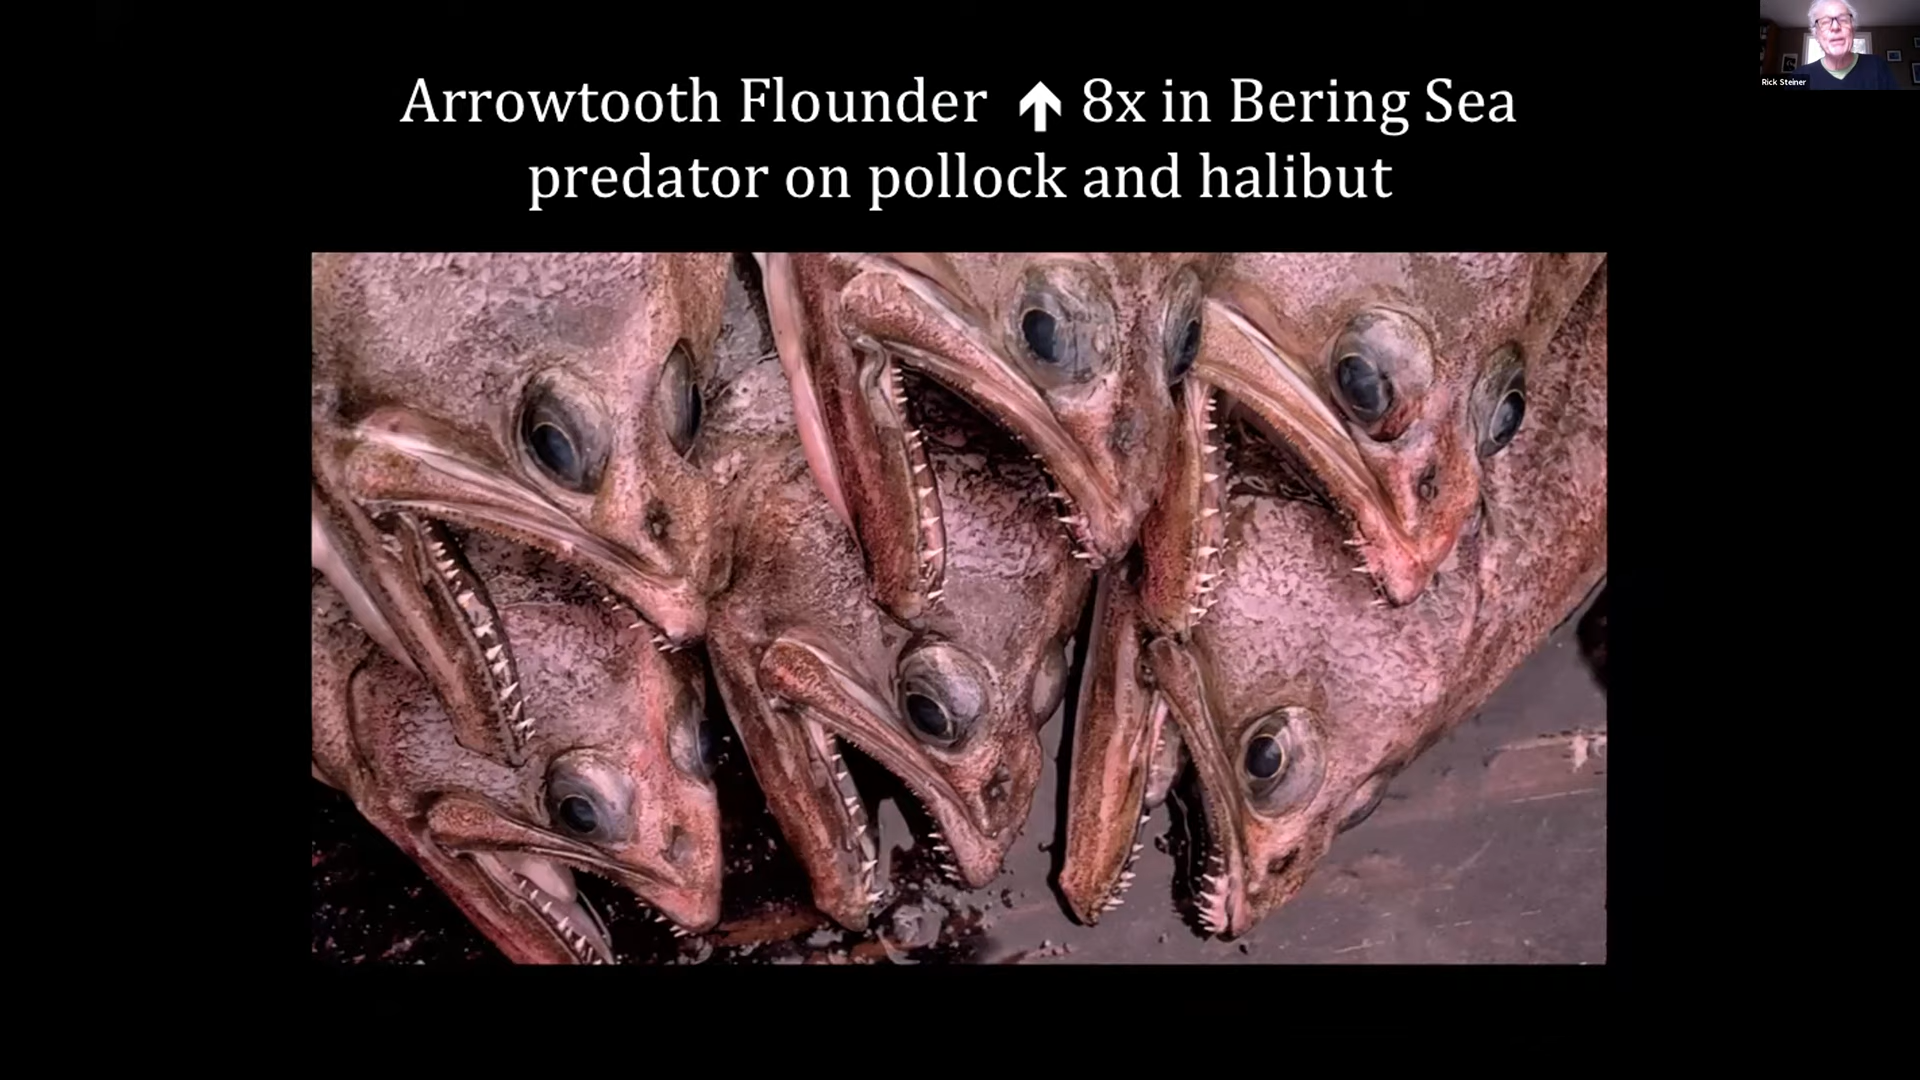 Arrowtooth Flounder ↑ 8x in Bering Sea
predator on pollock and halibut
Rick Steiner